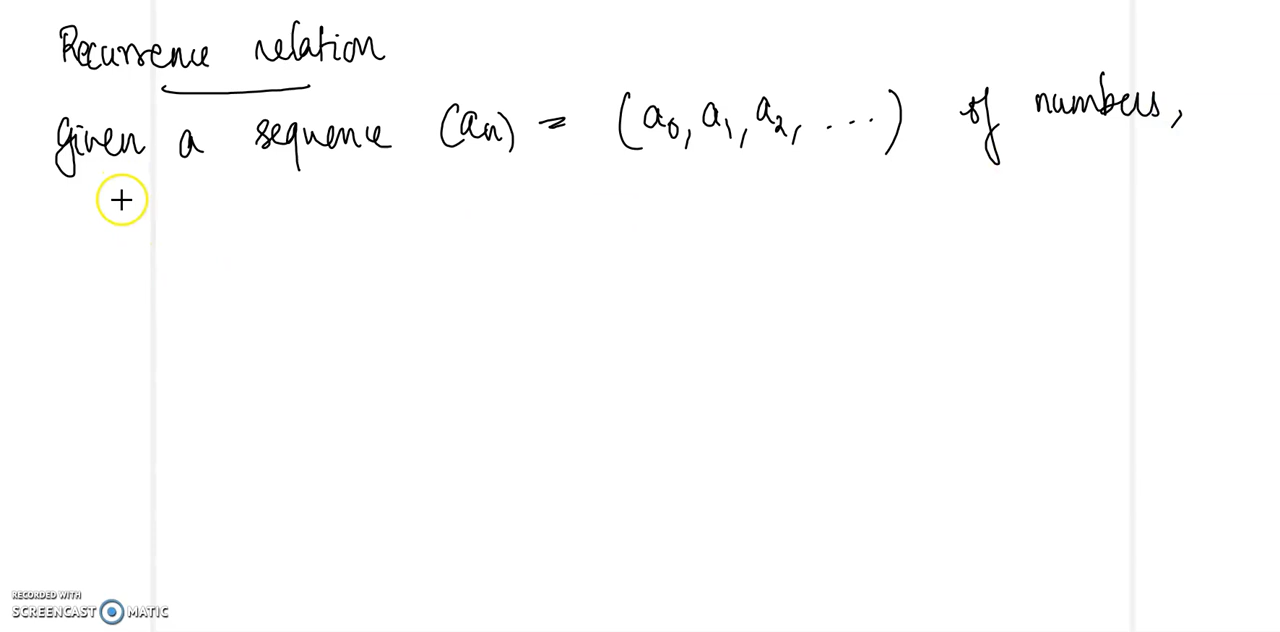 Recurrence relation
given a sequence (an) = (a₀, a₁, a₂, ...) of numbers,
RECORDED WITH
SCREENCAST MATIC